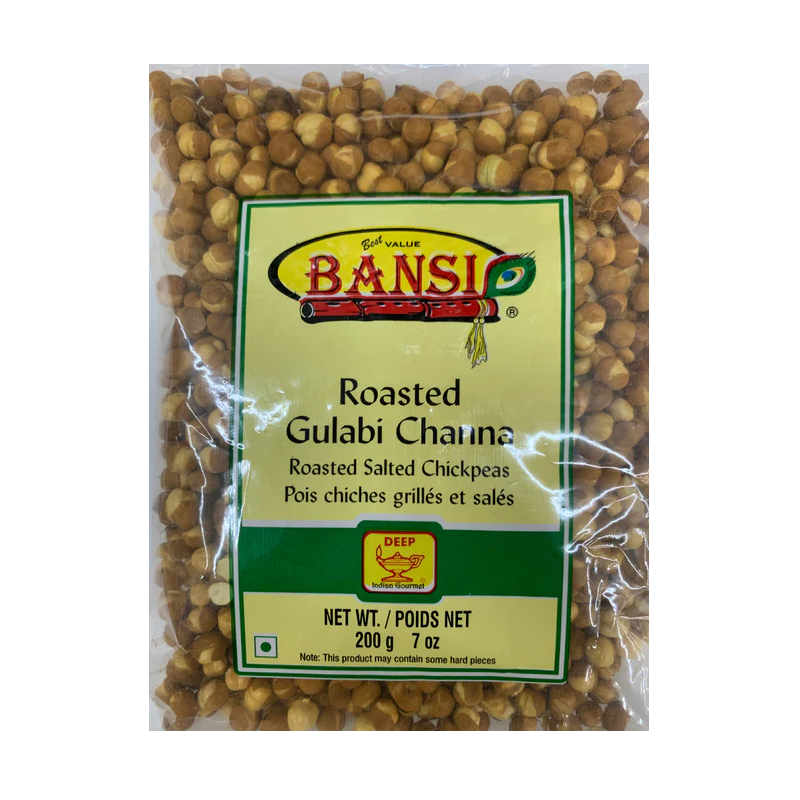 Best VALUE
BANSI
®
Roasted
Gulabi Channa
Roasted Salted Chickpeas
Pois chiches grillés et salés
DEEP
Indian Gourmet
NET WT. / POIDS NET
200 g 7 oz
Note: This product may contain some hard pieces